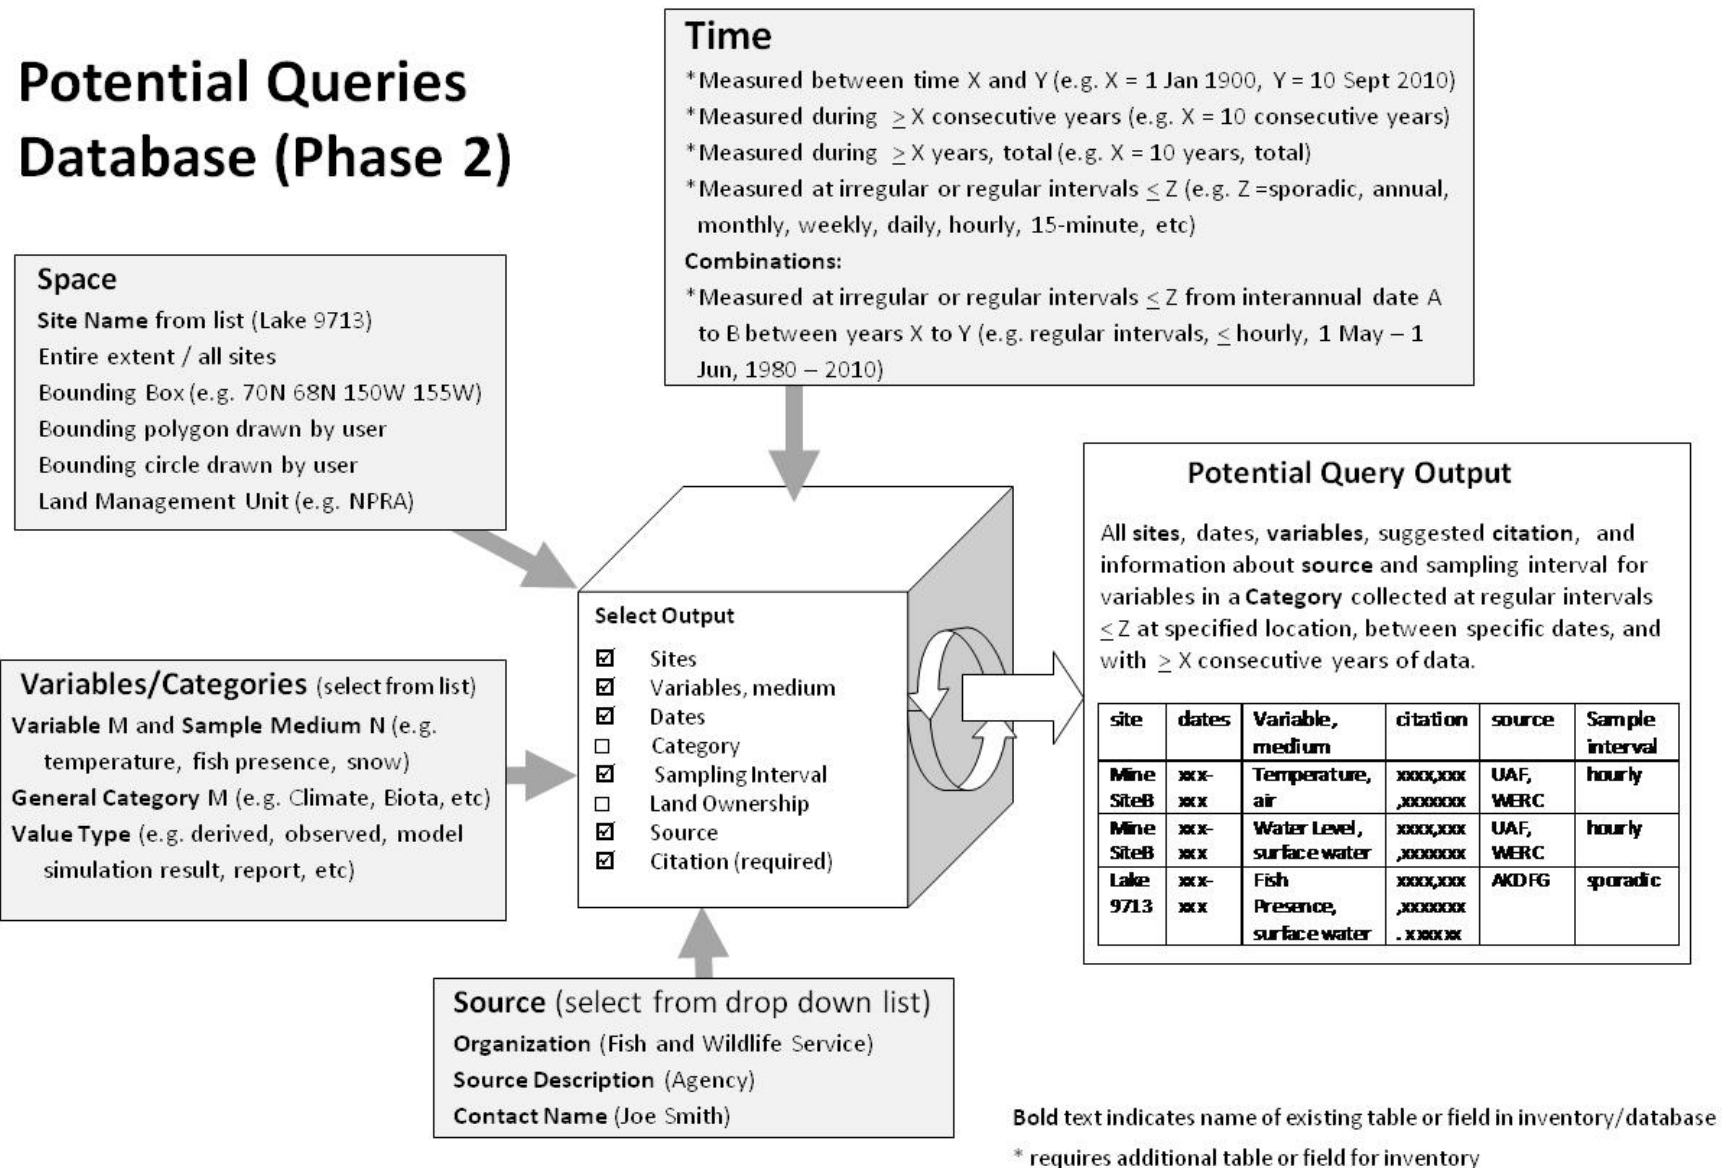 Potential Queries
Database (Phase 2)
Time
*Measured between time X and Y (e.g. X = 1 Jan 1900, Y = 10 Sept 2010)
*Measured during ≥ X consecutive years (e.g. X = 10 consecutive years)
*Measured during ≥ X years, total (e.g. X = 10 years, total)
*Measured at irregular or regular intervals ≤ Z (e.g. Z =sporadic, annual,
monthly, weekly, daily, hourly, 15-minute, etc)
Combinations:
*Measured at irregular or regular intervals ≤ Z from interannual date A
to B between years X to Y (e.g. regular intervals, ≤ hourly, 1 May – 1
Jun, 1980 – 2010)
Space
Site Name from list (Lake 9713)
Entire extent / all sites
Bounding Box (e.g. 70N 68N 150W 155W)
Bounding polygon drawn by user
Bounding circle drawn by user
Land Management Unit (e.g. NPRA)
Variables/Categories (select from list)
Variable M and Sample Medium N (e.g.
temperature, fish presence, snow)
General Category M (e.g. Climate, Biota, etc)
Value Type (e.g. derived, observed, model
simulation result, report, etc)
Select Output
☑ Sites
☑ Variables, medium
☑ Dates
☐ Category
☑ Sampling Interval
☐ Land Ownership
☑ Source
☑ Citation (required)
Source (select from drop down list)
Organization (Fish and Wildlife Service)
Source Description (Agency)
Contact Name (Joe Smith)
Potential Query Output
All sites, dates, variables, suggested citation, and
information about source and sampling interval for
variables in a Category collected at regular intervals
≤ Z at specified location, between specific dates, and
with ≥ X consecutive years of data.
site dates Variable, citation source Sample
medium interval
Mine xxx- Temperature, xxxx,xxx UAF, hourly
SiteB xxx air ,xxxxxxx WERC
Mine xxx- Water Level, xxxx,xxx UAF, hourly
SiteB xxx surface water ,xxxxxxx WERC
Lake xxx- Fish xxxx,xxx AKDFG sporadic
9713 xxx Presence, ,xxxxxxx
surface water . xxxxxx
Bold text indicates name of existing table or field in inventory/database
* requires additional table or field for inventory